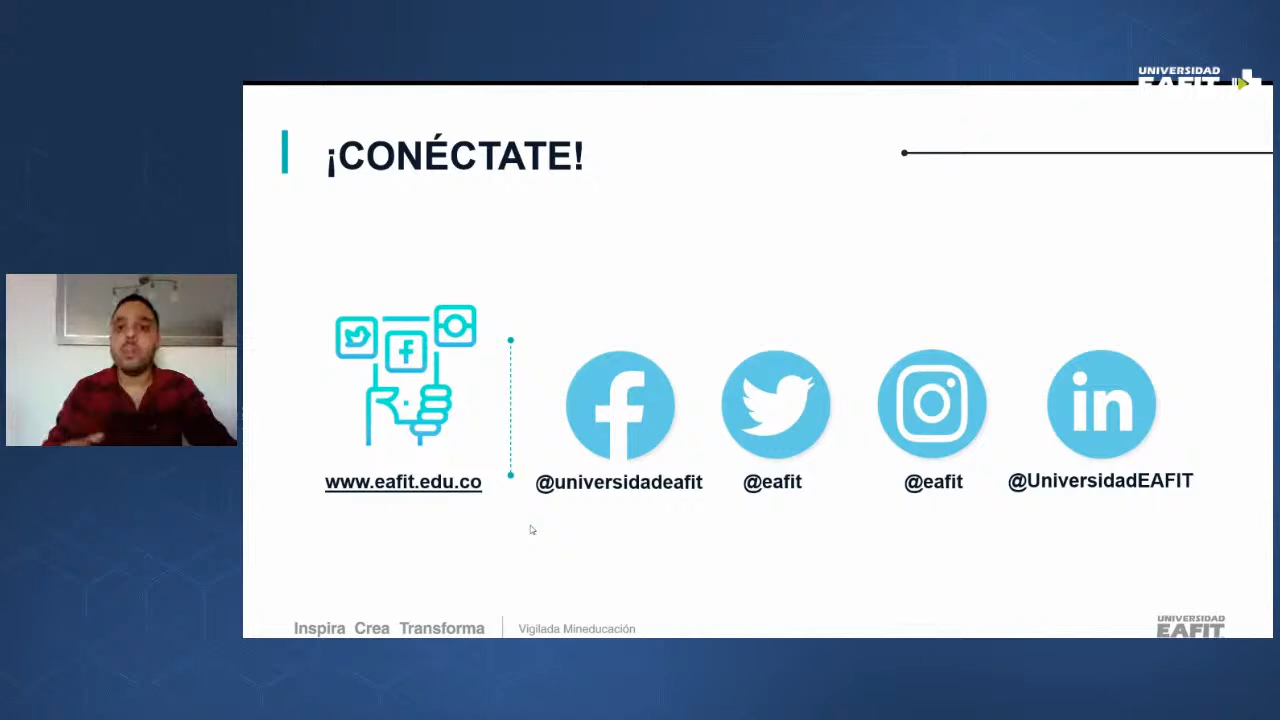 UNIVERSIDAD
EAFIT
¡CONÉCTATE!
www.eafit.edu.co
@universidadeafit
@eafit
@eafit
@UniversidadEAFIT
Inspira Crea Transforma
Vigilada Mineducación
UNIVERSIDAD
EAFIT